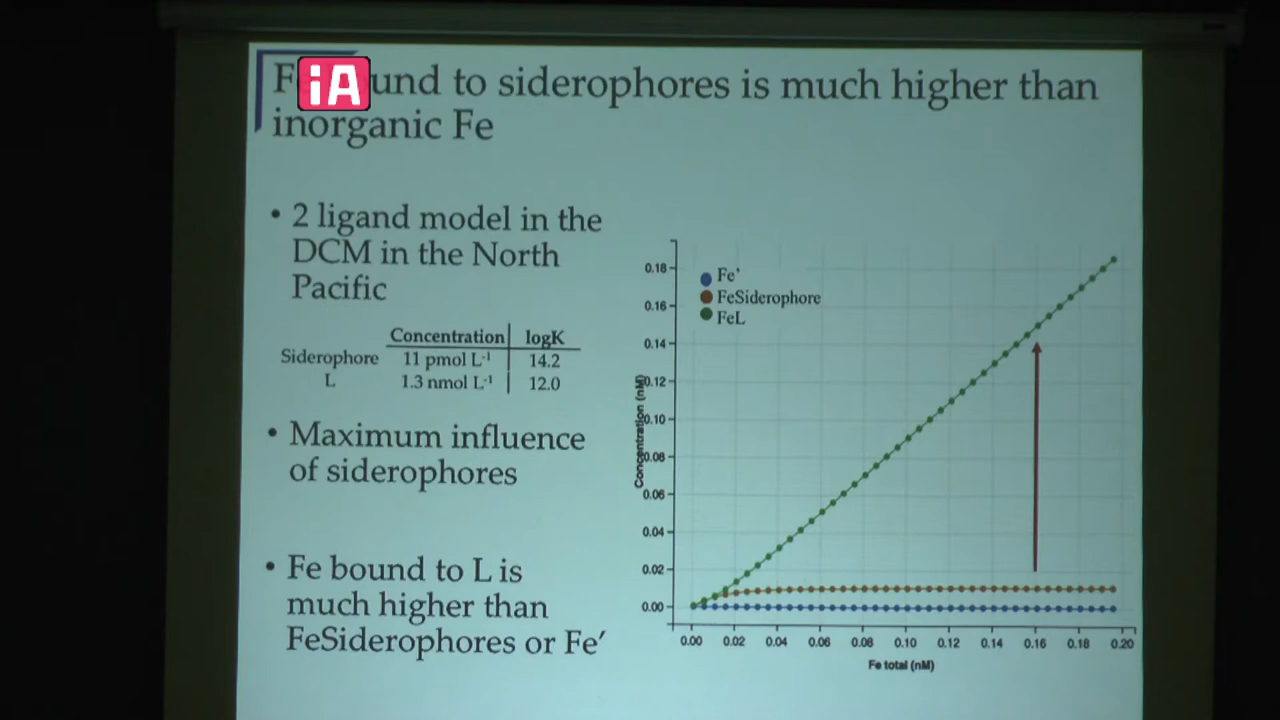 iA
F und to siderophores is much higher than
inorganic Fe
• 2 ligand model in the
DCM in the North
Pacific
Concentration logK
Siderophore 11 pmol L⁻¹ 14.2
L 1.3 nmol L⁻¹ 12.0
• Maximum influence
of siderophores
• Fe bound to L is
much higher than
FeSiderophores or Fe′
Fe'
FeSiderophore
FeL
Concentration (nM)
0.18
0.16
0.14
0.12
0.10
0.08
0.06
0.04
0.02
0.00
0.00 0.02 0.04 0.06 0.08 0.10 0.12 0.14 0.16 0.18 0.20
Fe total (nM)